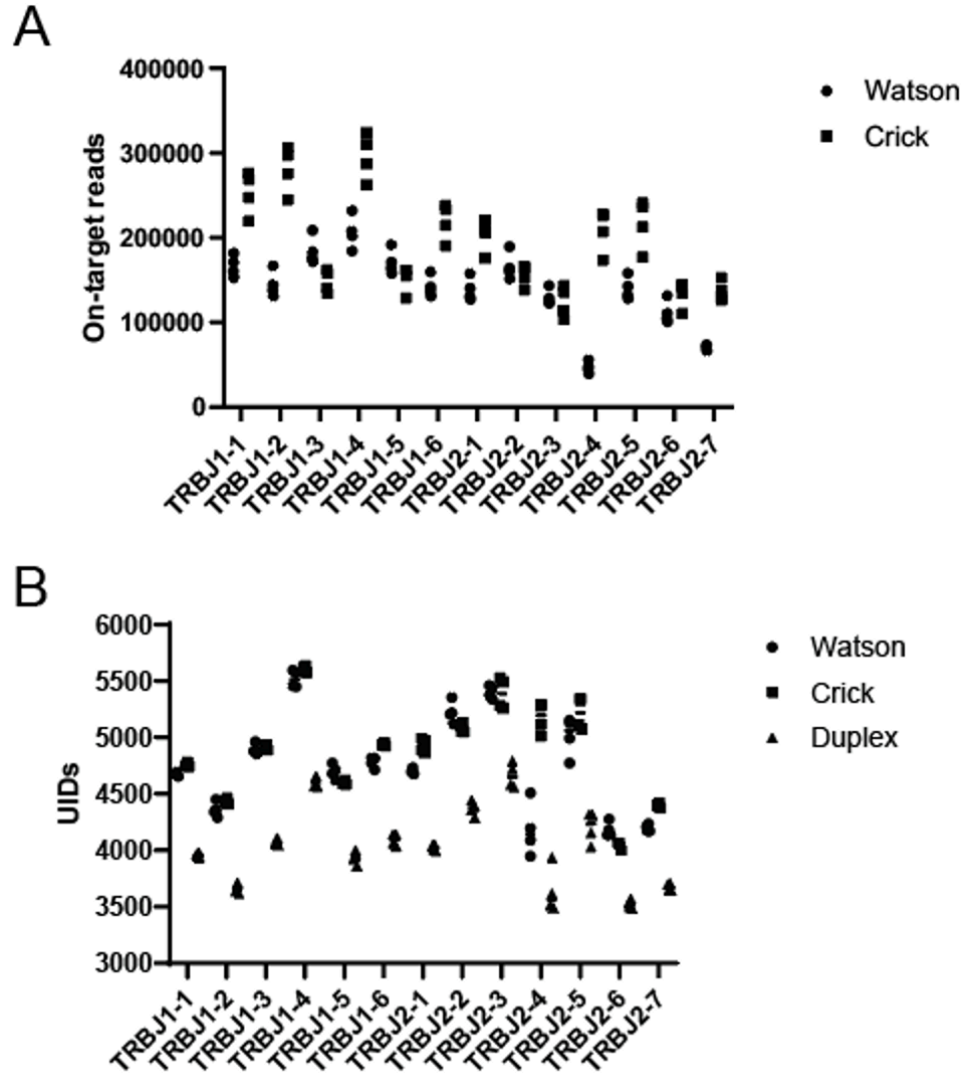 A
400000
300000
200000
100000
0
On-target reads
Watson
Crick
TRBJ1-1
TRBJ1-2
TRBJ1-3
TRBJ1-4
TRBJ1-5
TRBJ1-6
TRBJ2-1
TRBJ2-2
TRBJ2-3
TRBJ2-4
TRBJ2-5
TRBJ2-6
TRBJ2-7
B
6000
5500
5000
4500
4000
3500
3000
UIDs
Watson
Crick
Duplex
TRBJ1-1
TRBJ1-2
TRBJ1-3
TRBJ1-4
TRBJ1-5
TRBJ1-6
TRBJ2-1
TRBJ2-2
TRBJ2-3
TRBJ2-4
TRBJ2-5
TRBJ2-6
TRBJ2-7